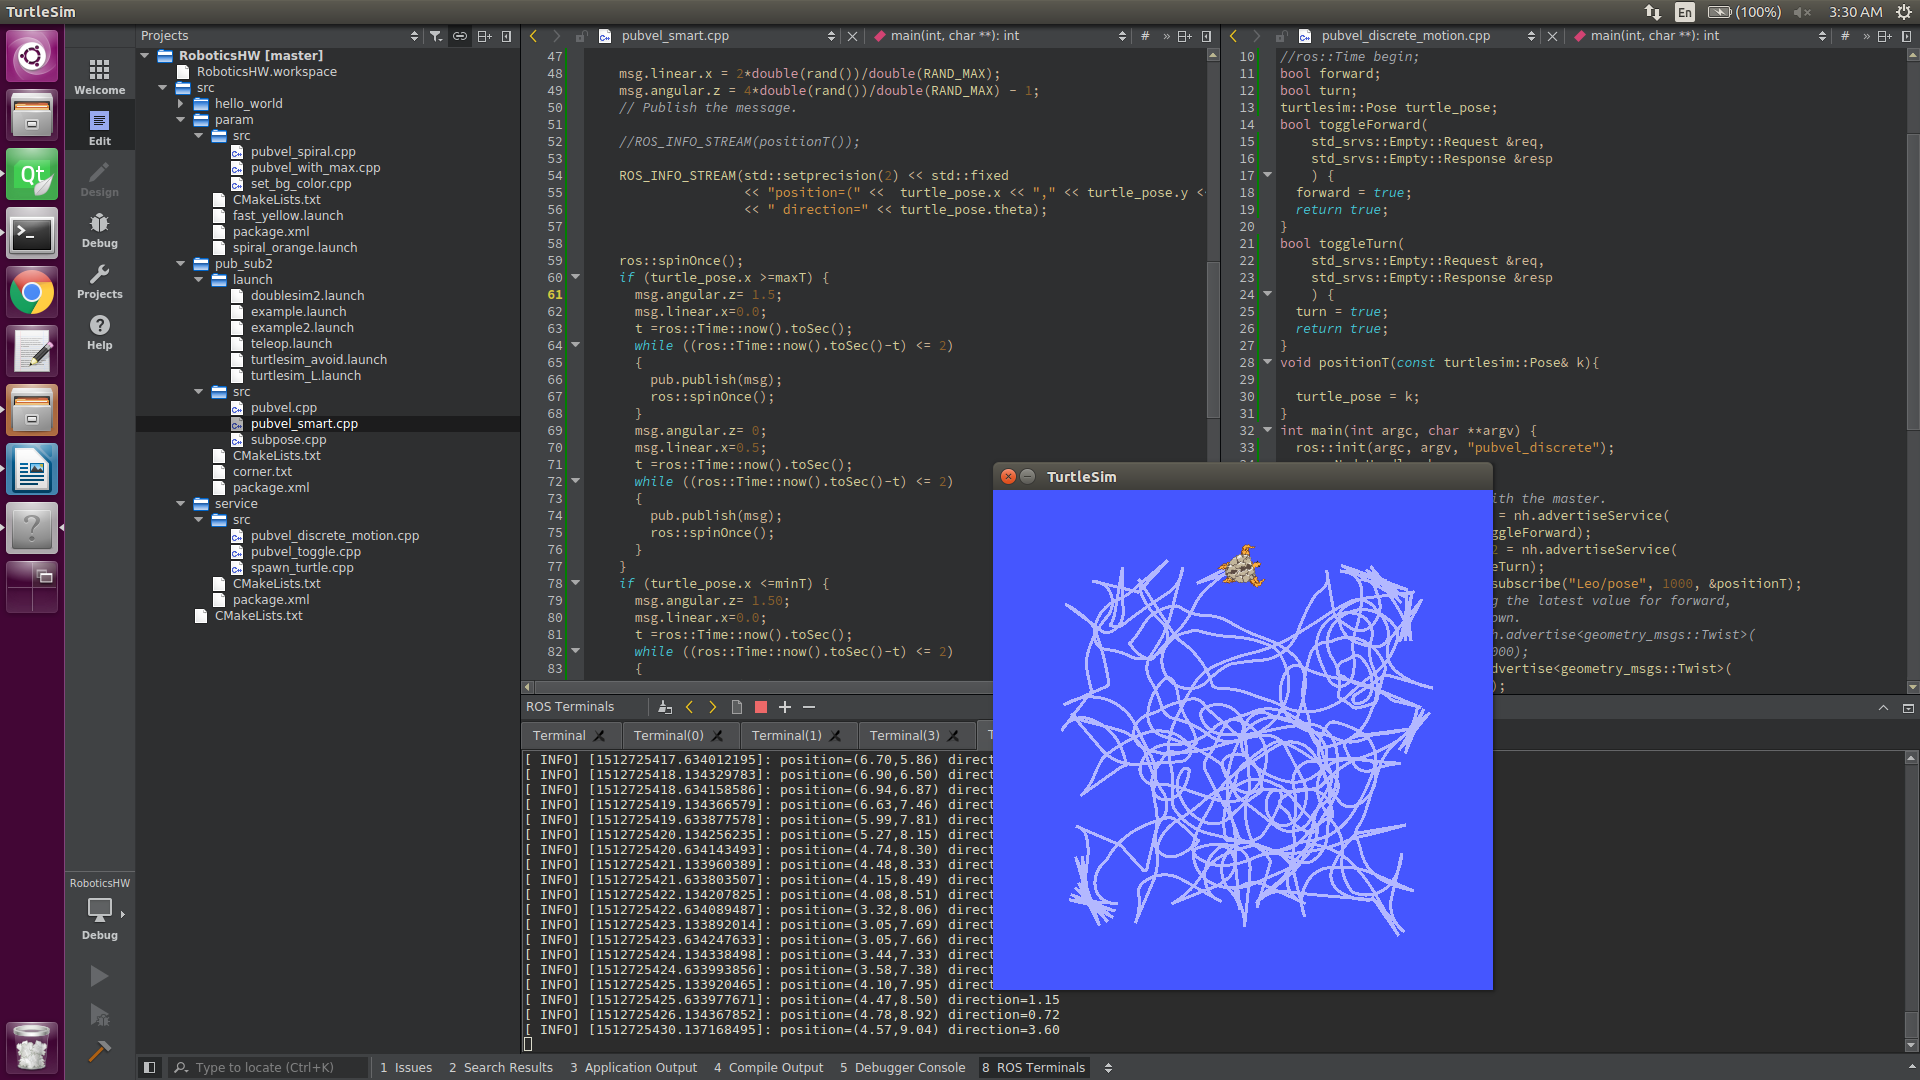 TurtleSim
En
(100%)
3:30 AM
Welcome
Edit
Design
Debug
Projects
Help
RoboticsHW
Debug
Projects
RoboticsHW [master]
RoboticsHW.workspace
src
hello_world
param
src
pubvel_spiral.cpp
pubvel_with_max.cpp
set_bg_color.cpp
CMakeLists.txt
fast_yellow.launch
package.xml
spiral_orange.launch
pub_sub2
launch
doublesim2.launch
example.launch
example2.launch
teleop.launch
turtlesim_avoid.launch
turtlesim_L.launch
src
pubvel.cpp
pubvel_smart.cpp
subpose.cpp
CMakeLists.txt
corner.txt
package.xml
service
src
pubvel_discrete_motion.cpp
pubvel_toggle.cpp
spawn_turtle.cpp
CMakeLists.txt
package.xml
CMakeLists.txt
pubvel_smart.cpp
main(int, char **): int
#
47
48 msg.linear.x = 2*double(rand())/double(RAND_MAX);
49 msg.angular.z = 4*double(rand())/double(RAND_MAX) - 1;
50 // Publish the message.
51
52 //ROS_INFO_STREAM(positionT());
53
54 ROS_INFO_STREAM(std::setprecision(2) << std::fixed
55 << "position=(" << turtle_pose.x << "," << turtle_pose.y <
56 << " direction=" << turtle_pose.theta);
57
58
59 ros::spinOnce();
60 if (turtle_pose.x >=maxT) {
61 msg.angular.z= 1.5;
62 msg.linear.x=0.0;
63 t =ros::Time::now().toSec();
64 while ((ros::Time::now().toSec()-t) <= 2)
65 {
66 pub.publish(msg);
67 ros::spinOnce();
68 }
69 msg.angular.z= 0;
70 msg.linear.x=0.5;
71 t =ros::Time::now().toSec();
72 while ((ros::Time::now().toSec()-t) <= 2)
73 {
74 pub.publish(msg);
75 ros::spinOnce();
76 }
77 }
78 if (turtle_pose.x <=minT) {
79 msg.angular.z= 1.50;
80 msg.linear.x=0.0;
81 t =ros::Time::now().toSec();
82 while ((ros::Time::now().toSec()-t) <= 2)
83 {
pubvel_discrete_motion.cpp
main(int, char **): int
#
10 //ros::Time begin;
11 bool forward;
12 bool turn;
13 turtlesim::Pose turtle_pose;
14 bool toggleForward(
15 std_srvs::Empty::Request &req,
16 std_srvs::Empty::Response &resp
17 ) {
18 forward = true;
19 return true;
20 }
21 bool toggleTurn(
22 std_srvs::Empty::Request &req,
23 std_srvs::Empty::Response &resp
24 ) {
25 turn = true;
26 return true;
27 }
28 void positionT(const turtlesim::Pose& k){
29
30 turtle_pose = k;
31 }
32 int main(int argc, char **argv) {
33 ros::init(argc, argv, "pubvel_discrete");
th the master.
= nh.advertiseService(
ggleForward);
2 = nh.advertiseService(
eTurn);
subscribe("Leo/pose", 1000, &positionT);
g the latest value for forward,
own.
h.advertise<geometry_msgs::Twist>(
000);
dvertise<geometry_msgs::Twist>(
);
TurtleSim
ROS Terminals
Terminal
Terminal(0)
Terminal(1)
Terminal(3)
[ INFO] [1512725417.634012195]: position=(6.70,5.86) direct
[ INFO] [1512725418.134329783]: position=(6.90,6.50) direct
[ INFO] [1512725418.634158586]: position=(6.94,6.87) direct
[ INFO] [1512725419.134366579]: position=(6.63,7.46) direct
[ INFO] [1512725419.633877578]: position=(5.99,7.81) direct
[ INFO] [1512725420.134256235]: position=(5.27,8.15) direct
[ INFO] [1512725420.634143493]: position=(4.74,8.30) direct
[ INFO] [1512725421.133960389]: position=(4.48,8.33) direct
[ INFO] [1512725421.633803507]: position=(4.15,8.49) direct
[ INFO] [1512725422.134207825]: position=(4.08,8.51) direct
[ INFO] [1512725422.634089487]: position=(3.32,8.06) direct
[ INFO] [1512725423.133892014]: position=(3.05,7.69) direct
[ INFO] [1512725423.634247633]: position=(3.05,7.66) direct
[ INFO] [1512725424.134338498]: position=(3.44,7.33) direct
[ INFO] [1512725424.633993856]: position=(3.58,7.38) direct
[ INFO] [1512725425.133920465]: position=(4.10,7.95) direct
[ INFO] [1512725425.633977671]: position=(4.47,8.50) direction=1.15
[ INFO] [1512725426.134367852]: position=(4.78,8.92) direction=0.72
[ INFO] [1512725430.137168495]: position=(4.57,9.04) direction=3.60
Type to locate (Ctrl+K)
1 Issues
2 Search Results
3 Application Output
4 Compile Output
5 Debugger Console
8 ROS Terminals